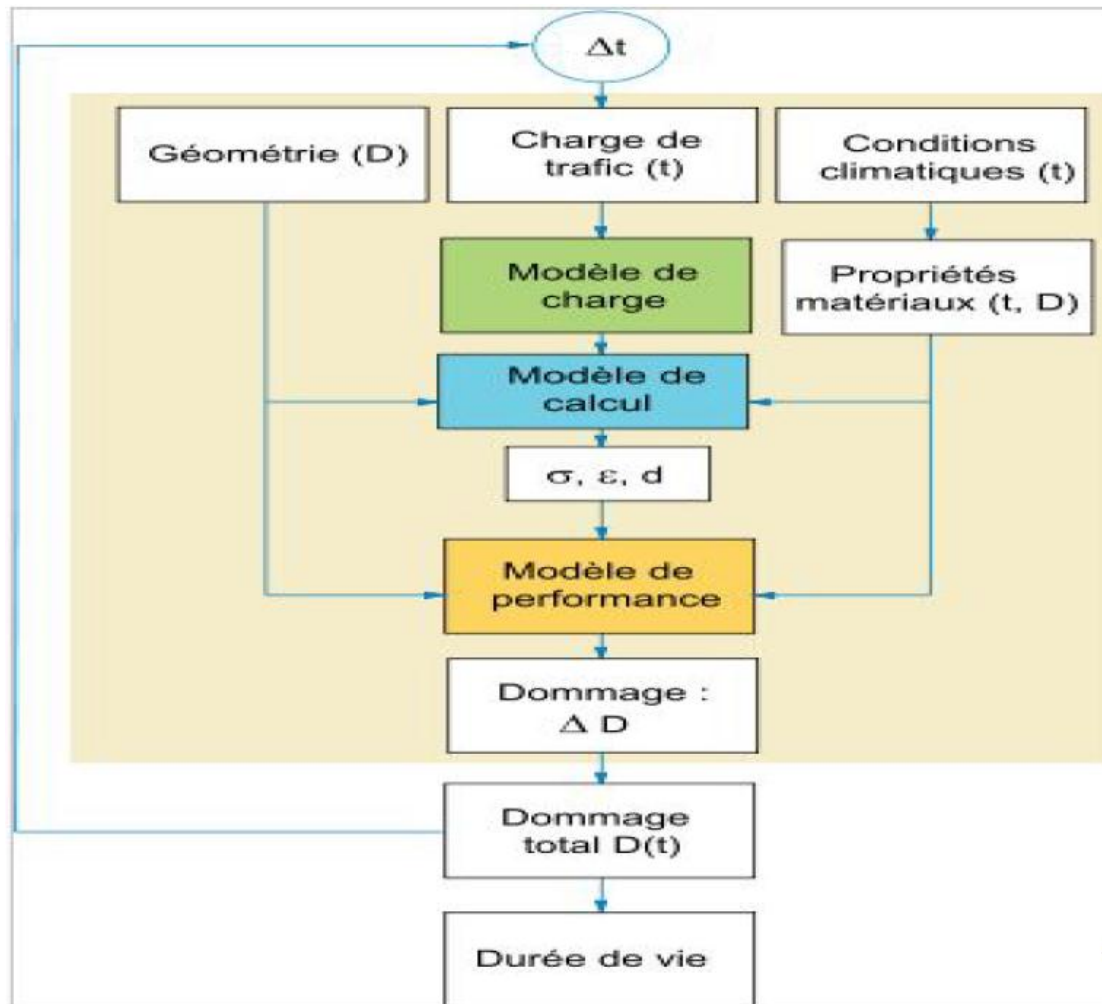 Δt
Géométrie (D)
Charge de
trafic (t)
Conditions
climatiques (t)
Modèle de
charge
Propriétés
matériaux (t, D)
Modèle de
calcul
σ, ε, d
Modèle de
performance
Dommage :
Δ D
Dommage
total D(t)
Durée de vie